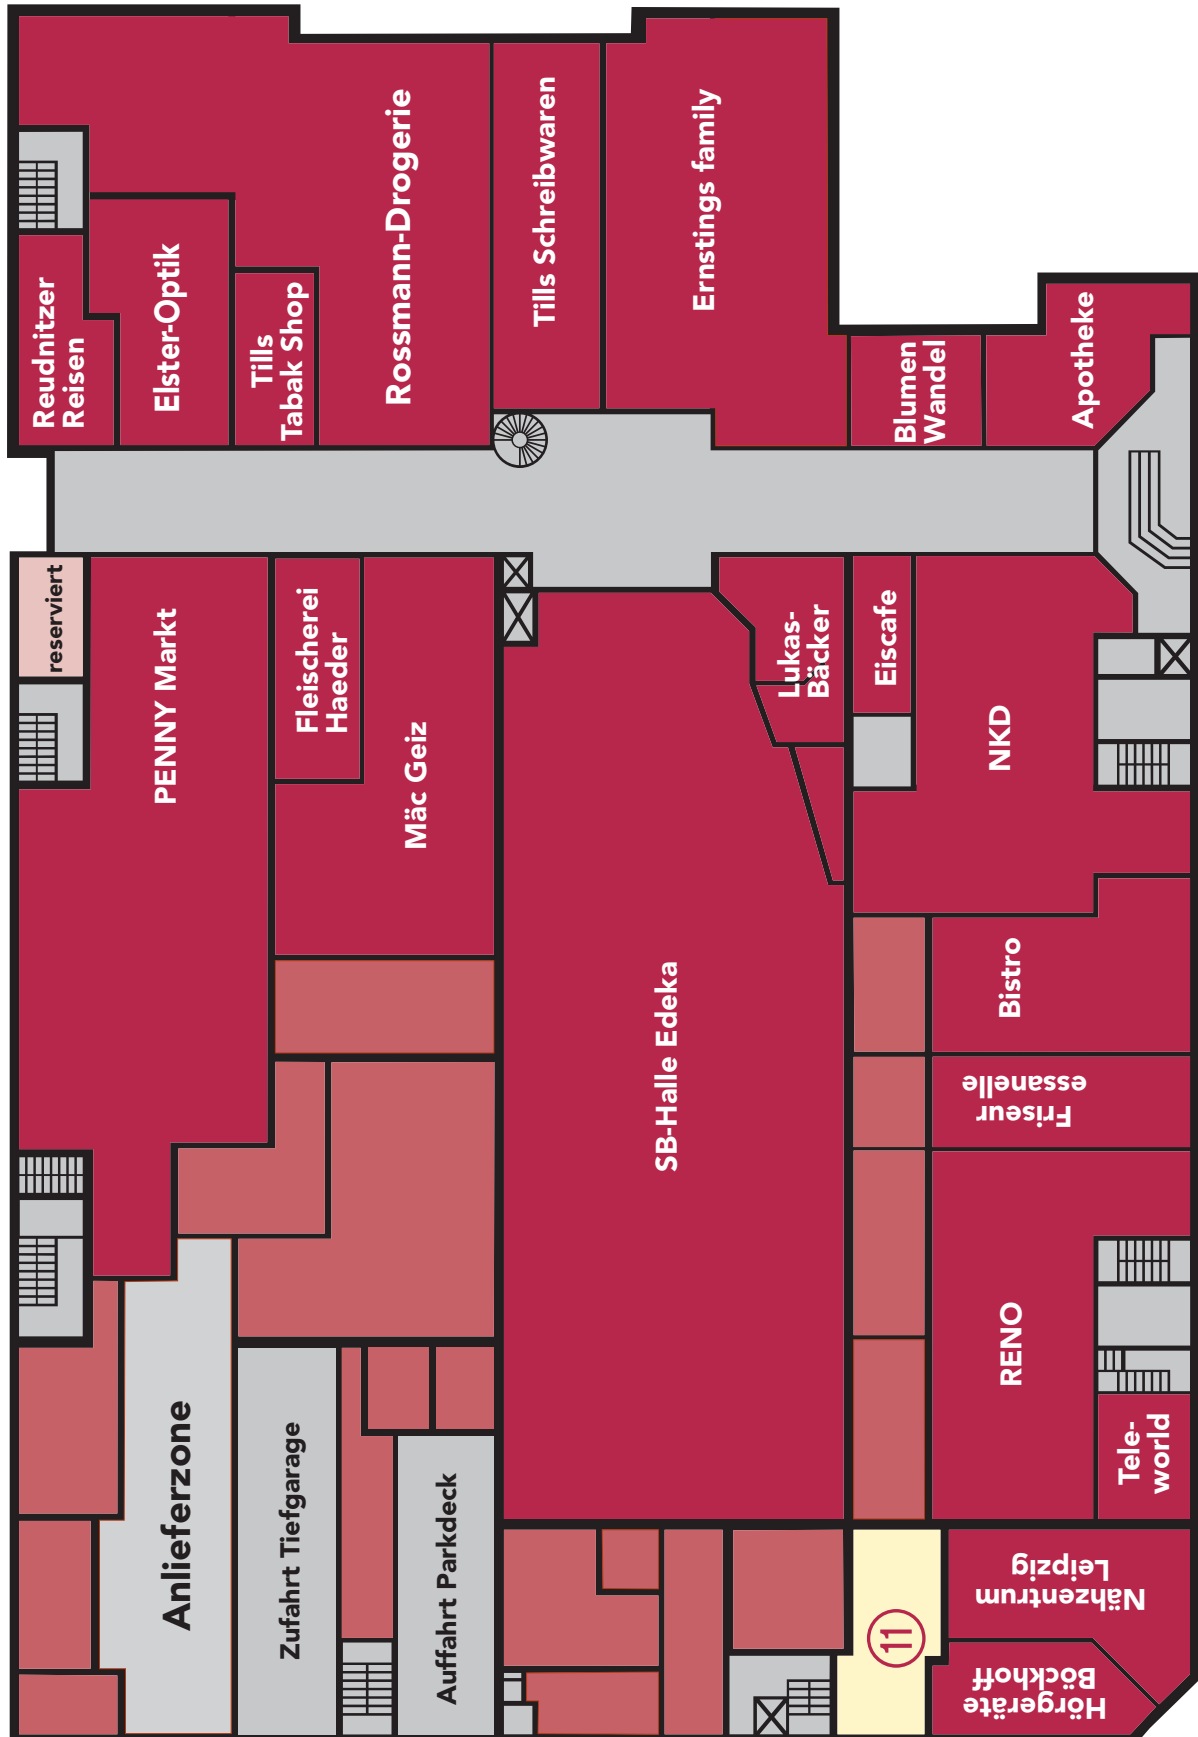 Rossmann-Drogerie
Tills Schreibwaren
Ernstings family
Reudnitzer
Reisen
Elster-Optik
Tills
Tabak Shop
Blumen
Wandel
Apotheke
reserviert
PENNY Markt
Fleischerei
Haeder
Mäc Geiz
Lukas-
Bäcker
Eiscafe
NKD
SB-Halle Edeka
Bistro
Friseur
essanelle
RENO
Tele-
world
Anlieferzone
Zufahrt Tiefgarage
Auffahrt Parkdeck
11
Nähzentrum
Leipzig
Hörgeräte
Böckhoff